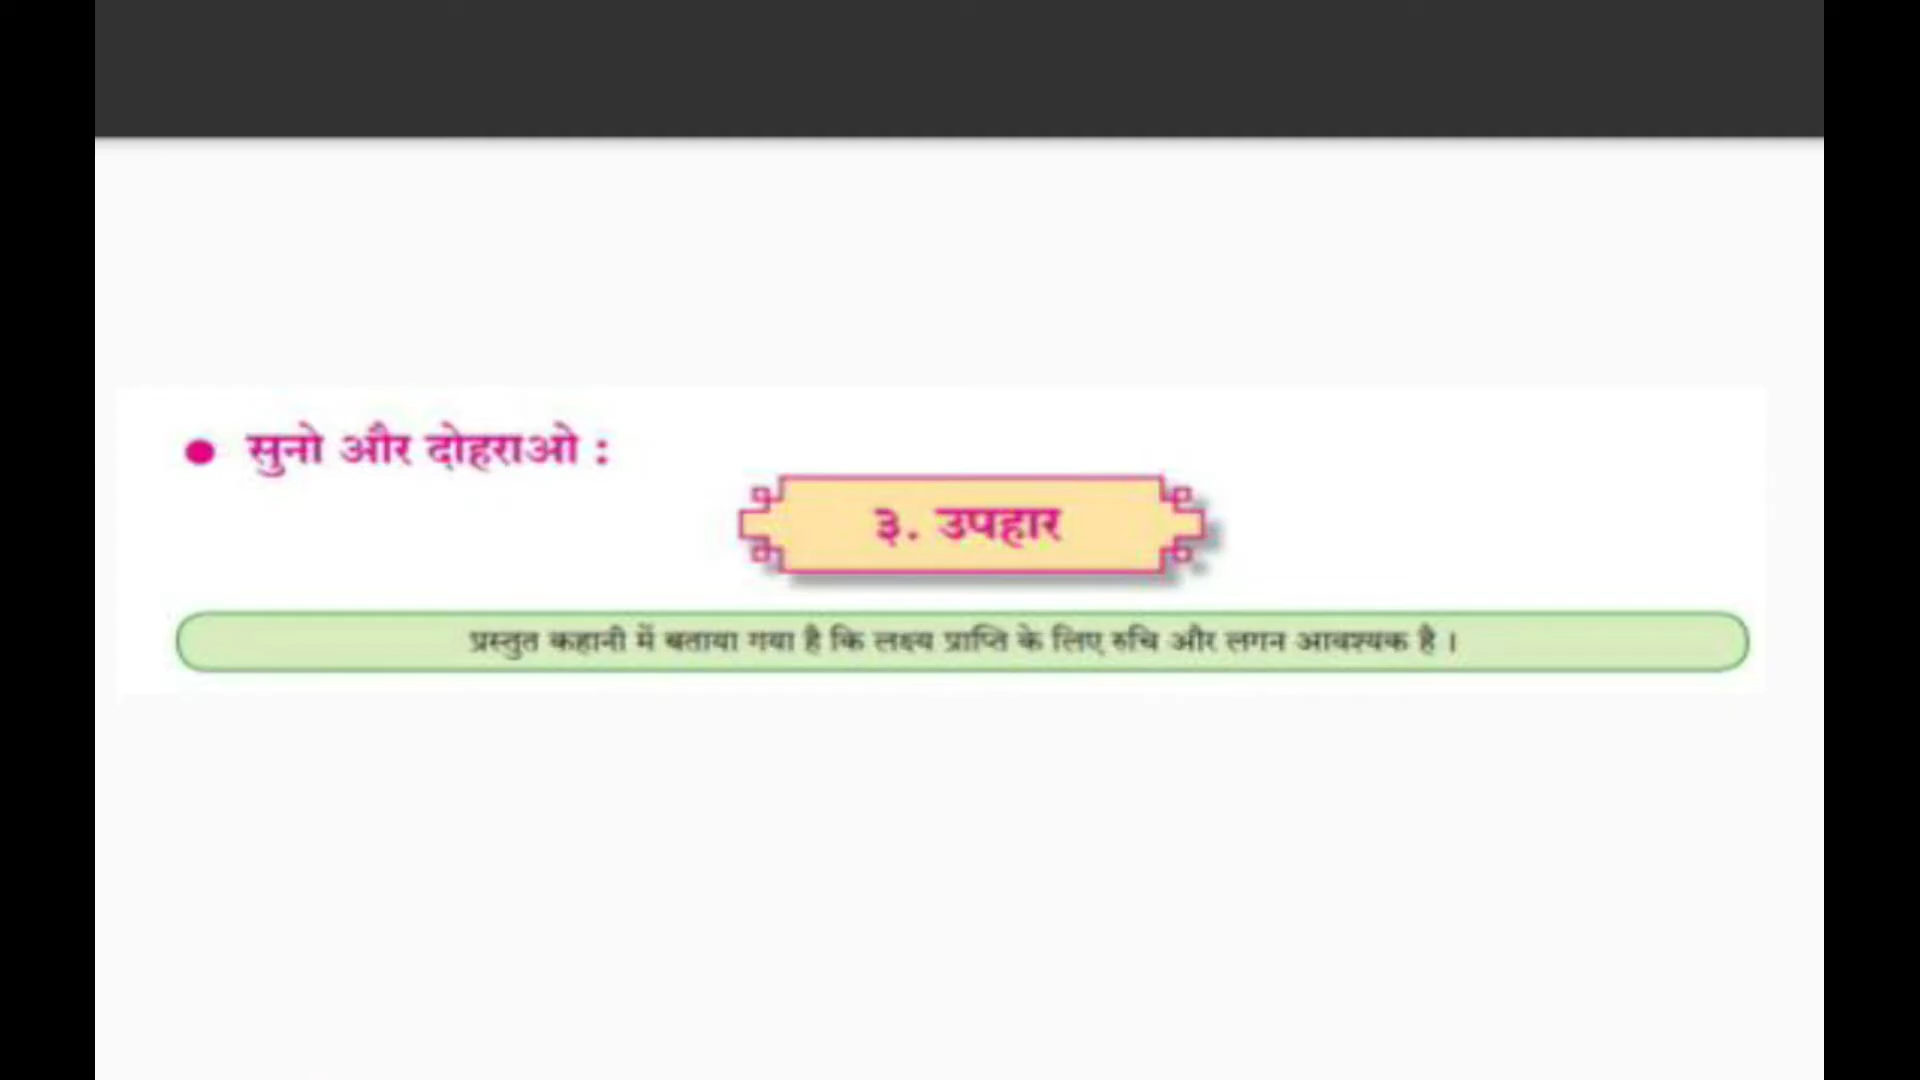 ● सुनो और दोहराओ :
३. उपहार
प्रस्तुत कहानी में बताया गया है कि लक्ष्य प्राप्ति के लिए रुचि और लगन आवश्यक है ।